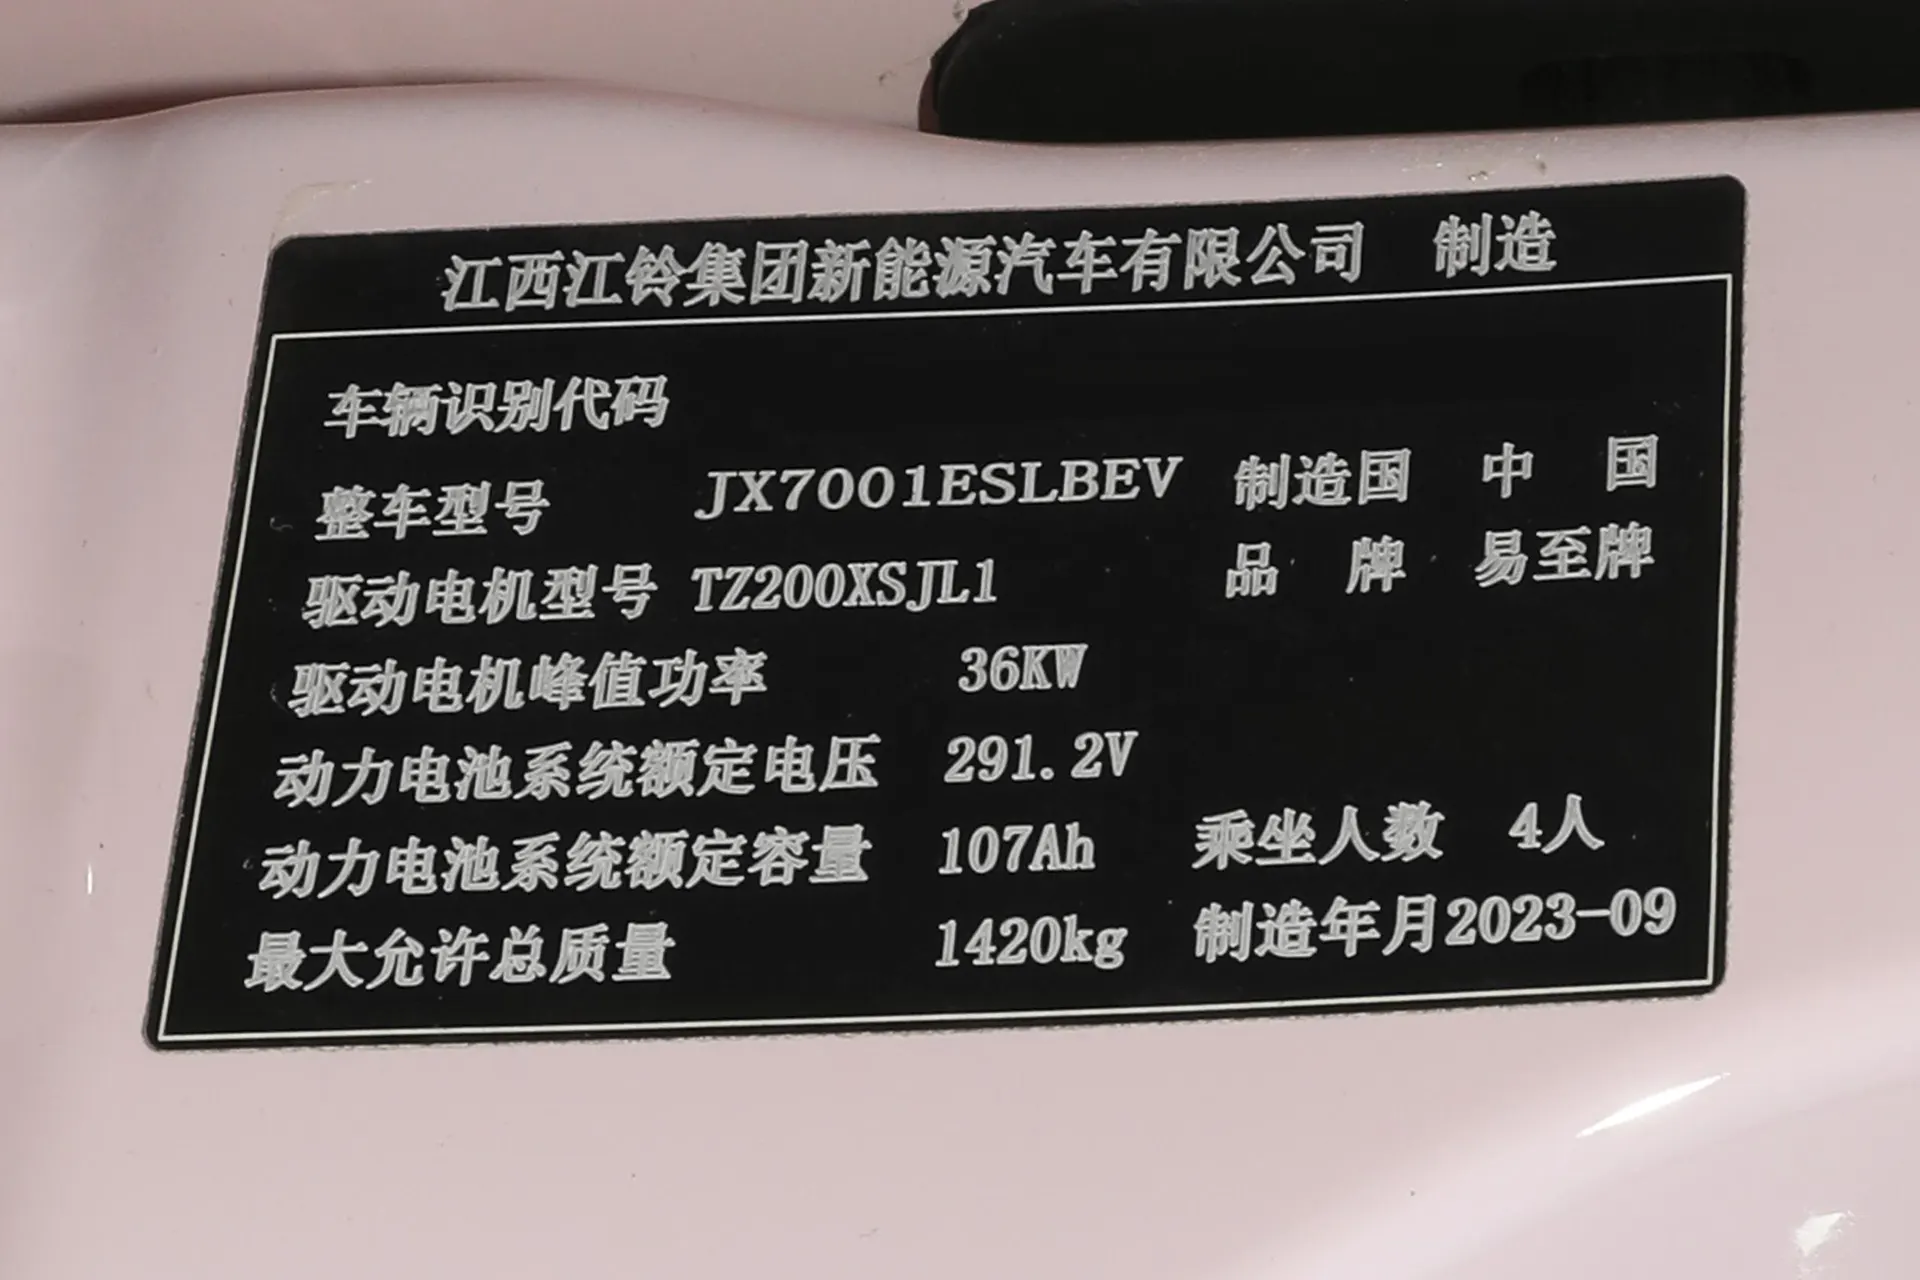 江西江铃集团新能源汽车有限公司 制造
车辆识别代码
整车型号 JX7001ESLBEV 制造国 中 国
驱动电机型号 TZ200XSJL1 品 牌 易至牌
驱动电机峰值功率 36KW
动力电池系统额定电压 291.2V
动力电池系统额定容量 107Ah 乘坐人数 4人
最大允许总质量 1420kg 制造年月2023-09